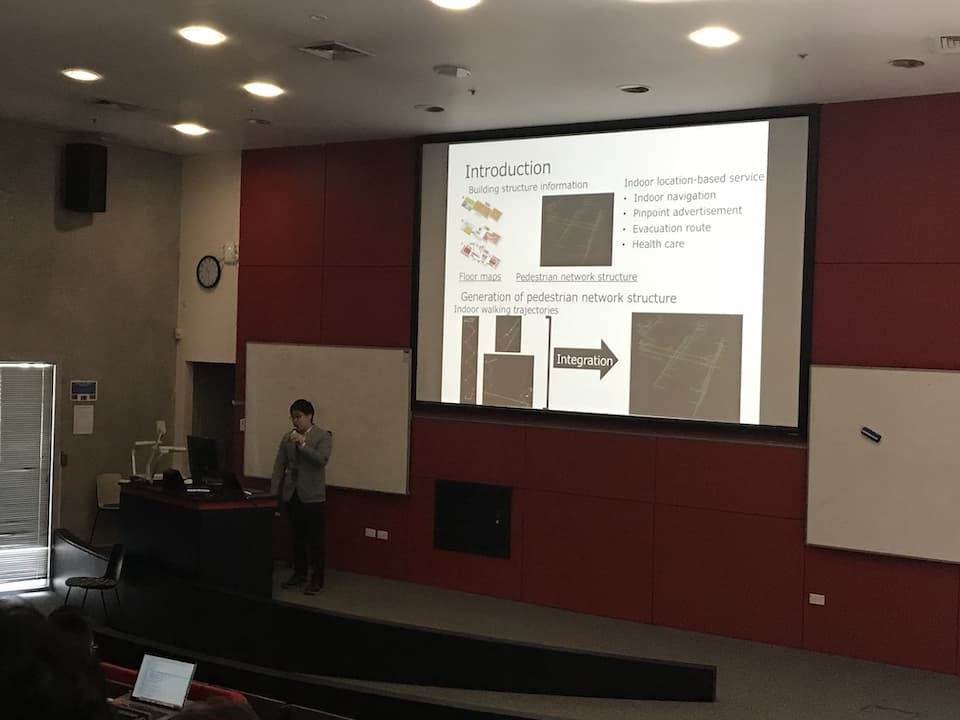 Introduction
Building structure information
Indoor location-based service
• Indoor navigation
• Pinpoint advertisement
• Evacuation route
• Health care
Floor maps
Pedestrian network structure
Generation of pedestrian network structure
Indoor walking trajectories
Integration